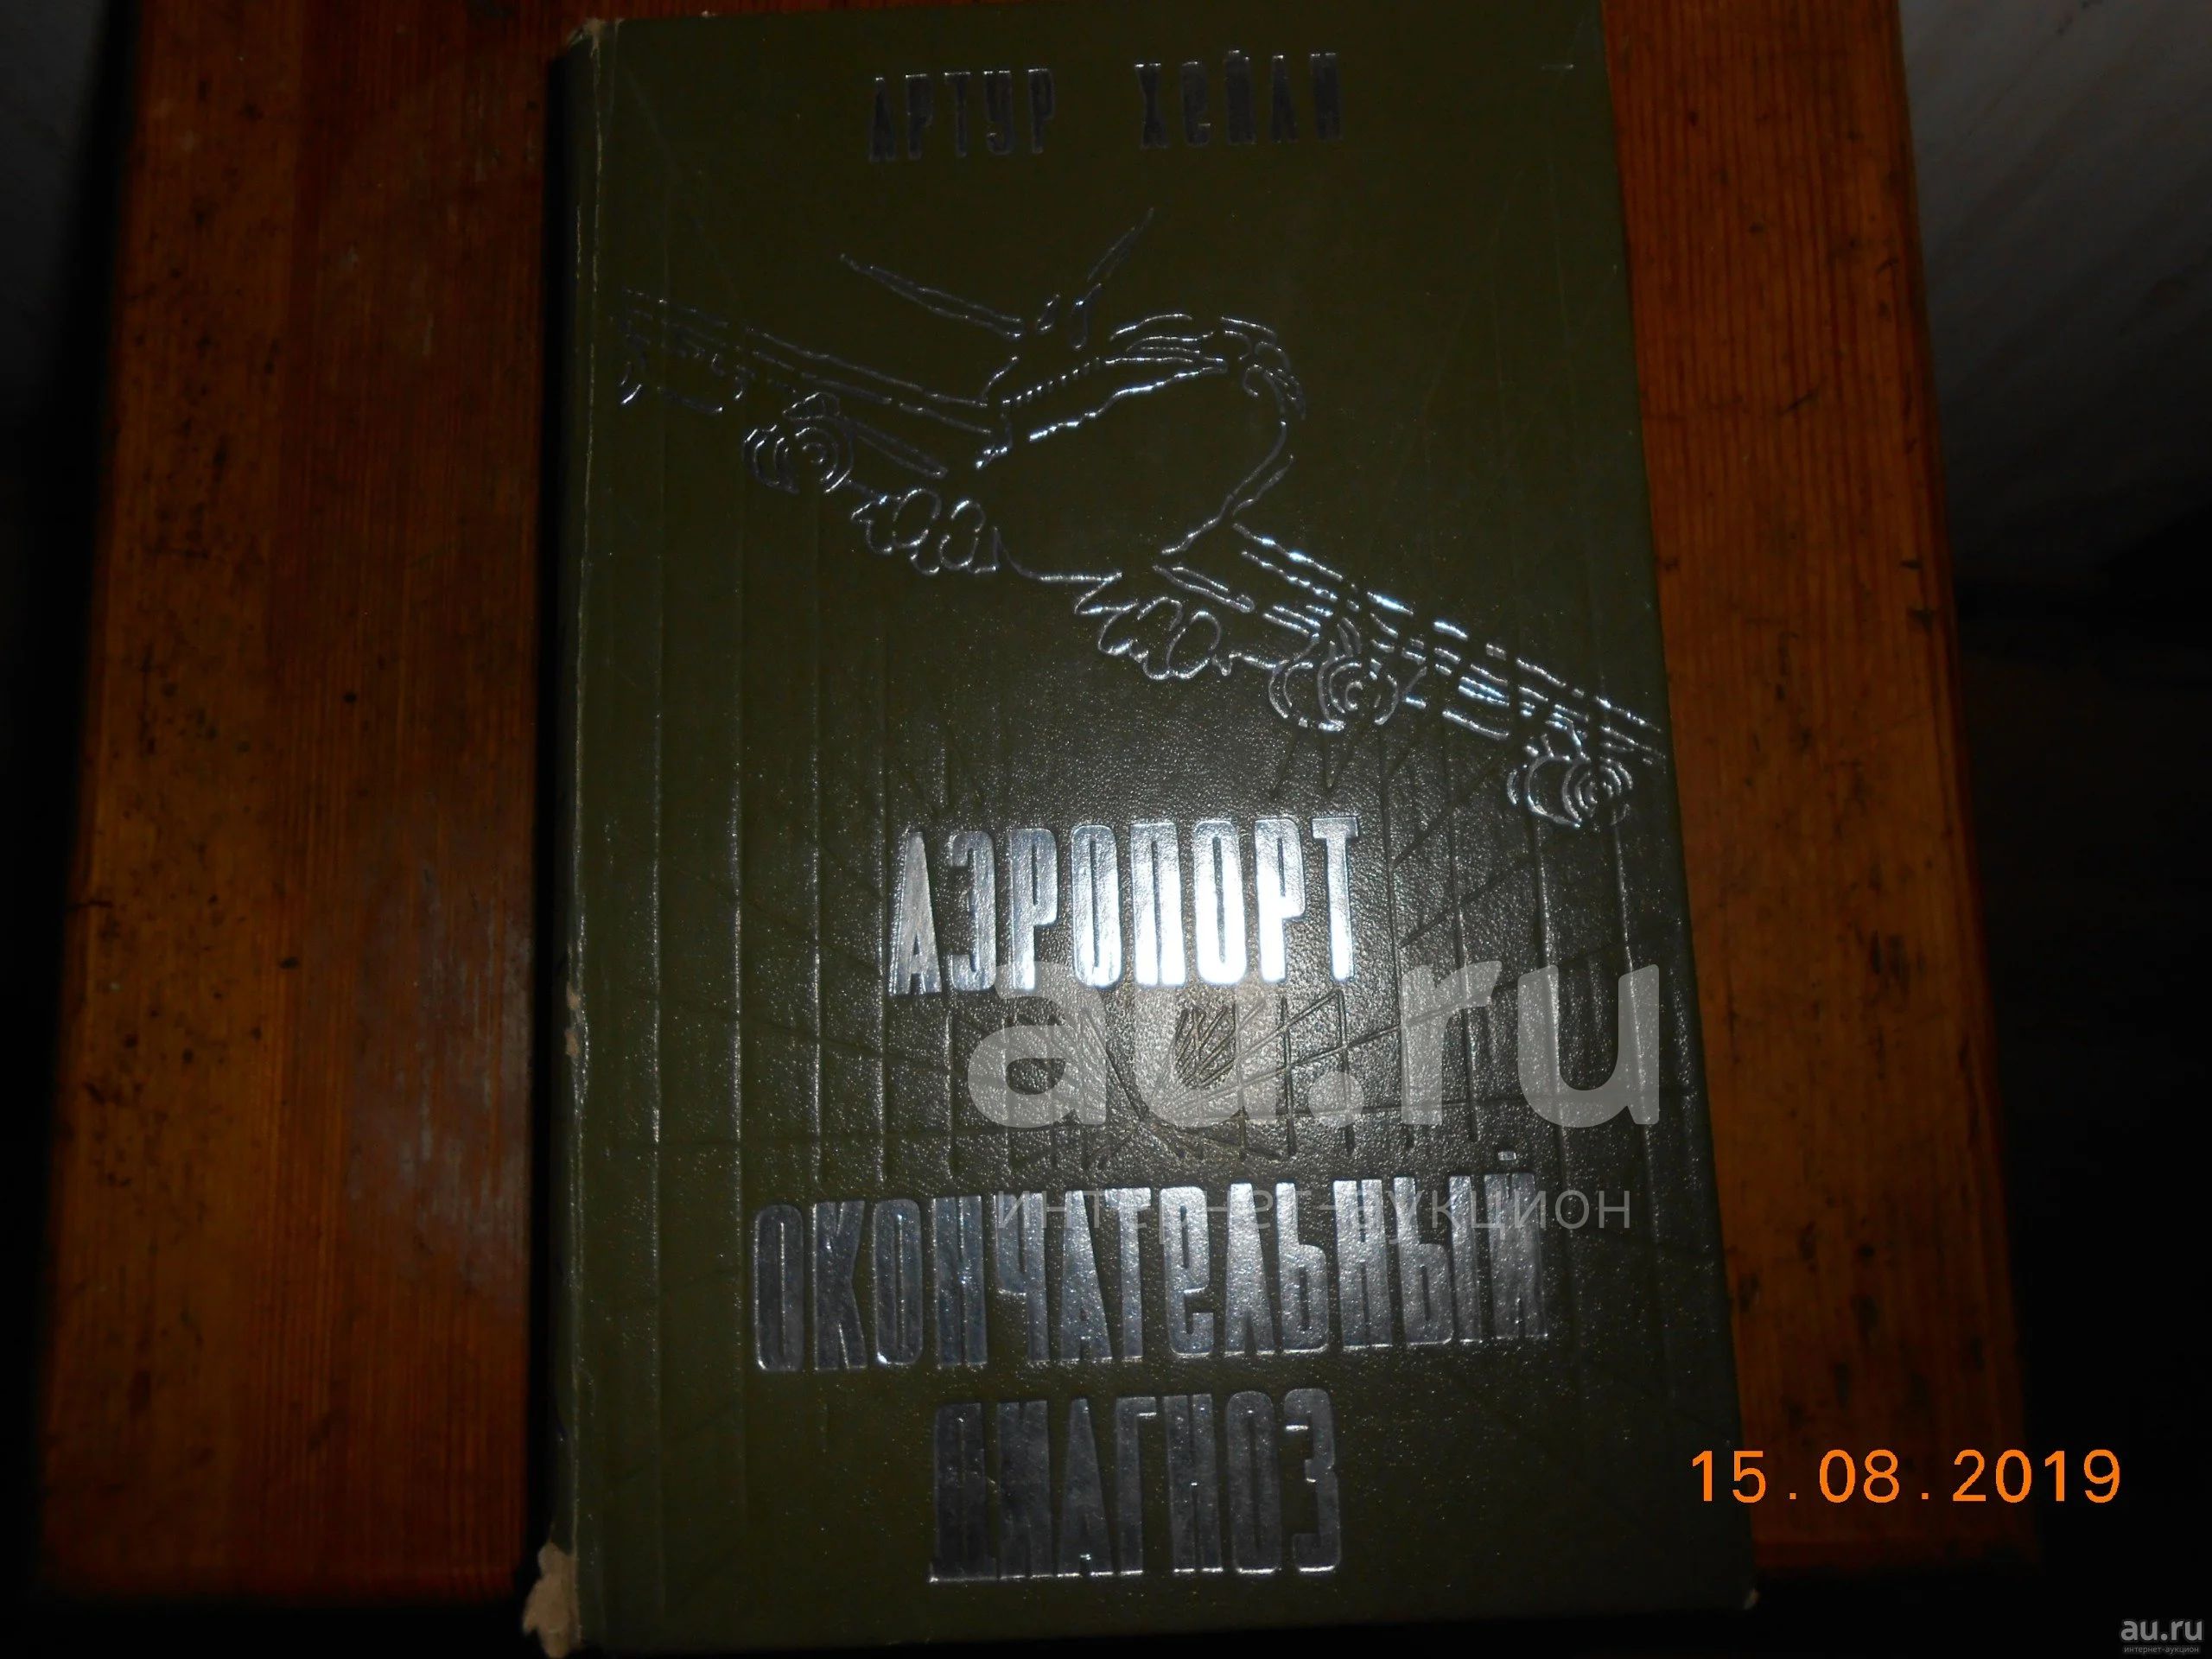 АРТУР ХЕЙЛИ
АЭРОПОРТ
au.ru
интернет-аукцион
ОКОНЧАТЕЛЬНЫЙ
ДИАГНОЗ
15.08.2019
au.ru
интернет-аукцион